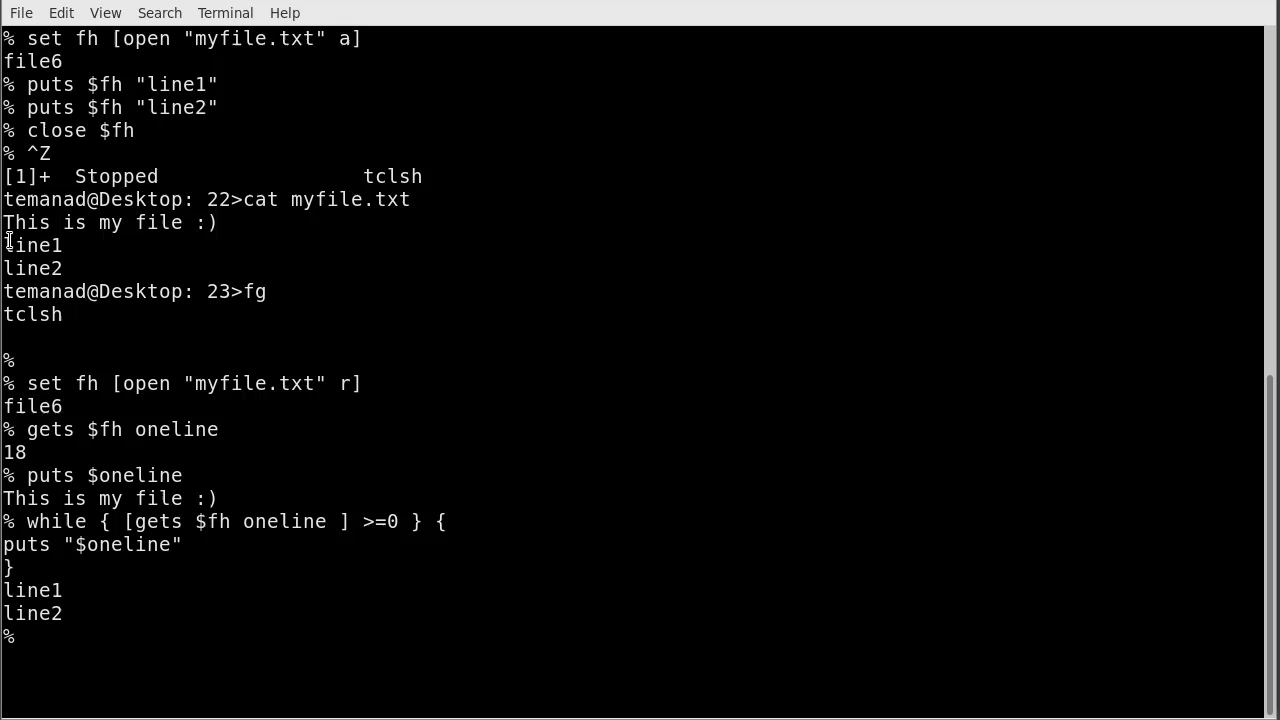 File Edit View Search Terminal Help
% set fh [open "myfile.txt" a]
file6
% puts $fh "line1"
% puts $fh "line2"
% close $fh
% ^Z
[1]+  Stopped                 tclsh
temanad@Desktop: 22>cat myfile.txt
This is my file :)
line1
line2
temanad@Desktop: 23>fg
tclsh

%
% set fh [open "myfile.txt" r]
file6
% gets $fh oneline
18
% puts $oneline
This is my file :)
% while { [gets $fh oneline ] >=0 } {
puts "$oneline"
}
line1
line2
%